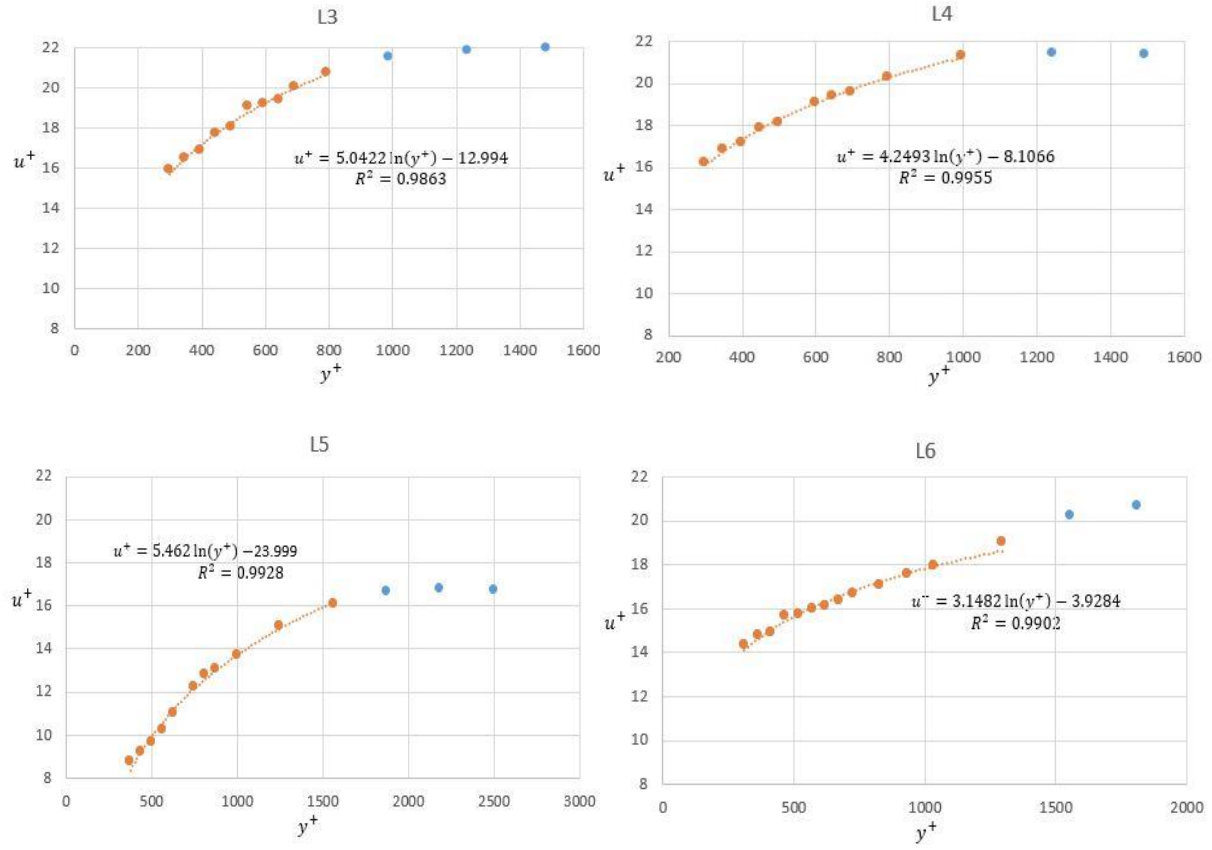 L3
22
20
18
16
14
12
10
8
u⁺
u⁺ = 5.0422 ln(y⁺) − 12.994
R² = 0.9863
0 200 400 600 800 1000 1200 1400 1600
y⁺
L4
22
20
18
16
14
12
10
8
u⁺
u⁺ = 4.2493 ln(y⁺) − 8.1066
R² = 0.9955
200 400 600 800 1000 1200 1400 1600
y⁺
L5
22
20
18
16
14
12
10
8
u⁺
u⁺ = 5.462 ln(y⁺) −23.999
R² = 0.9928
0 500 1000 1500 2000 2500 3000
y⁺
L6
22
20
18
16
14
12
10
8
u⁺
u⁺ = 3.1482 ln(y⁺) − 3.9284
R² = 0.9902
0 500 1000 1500 2000
y⁺